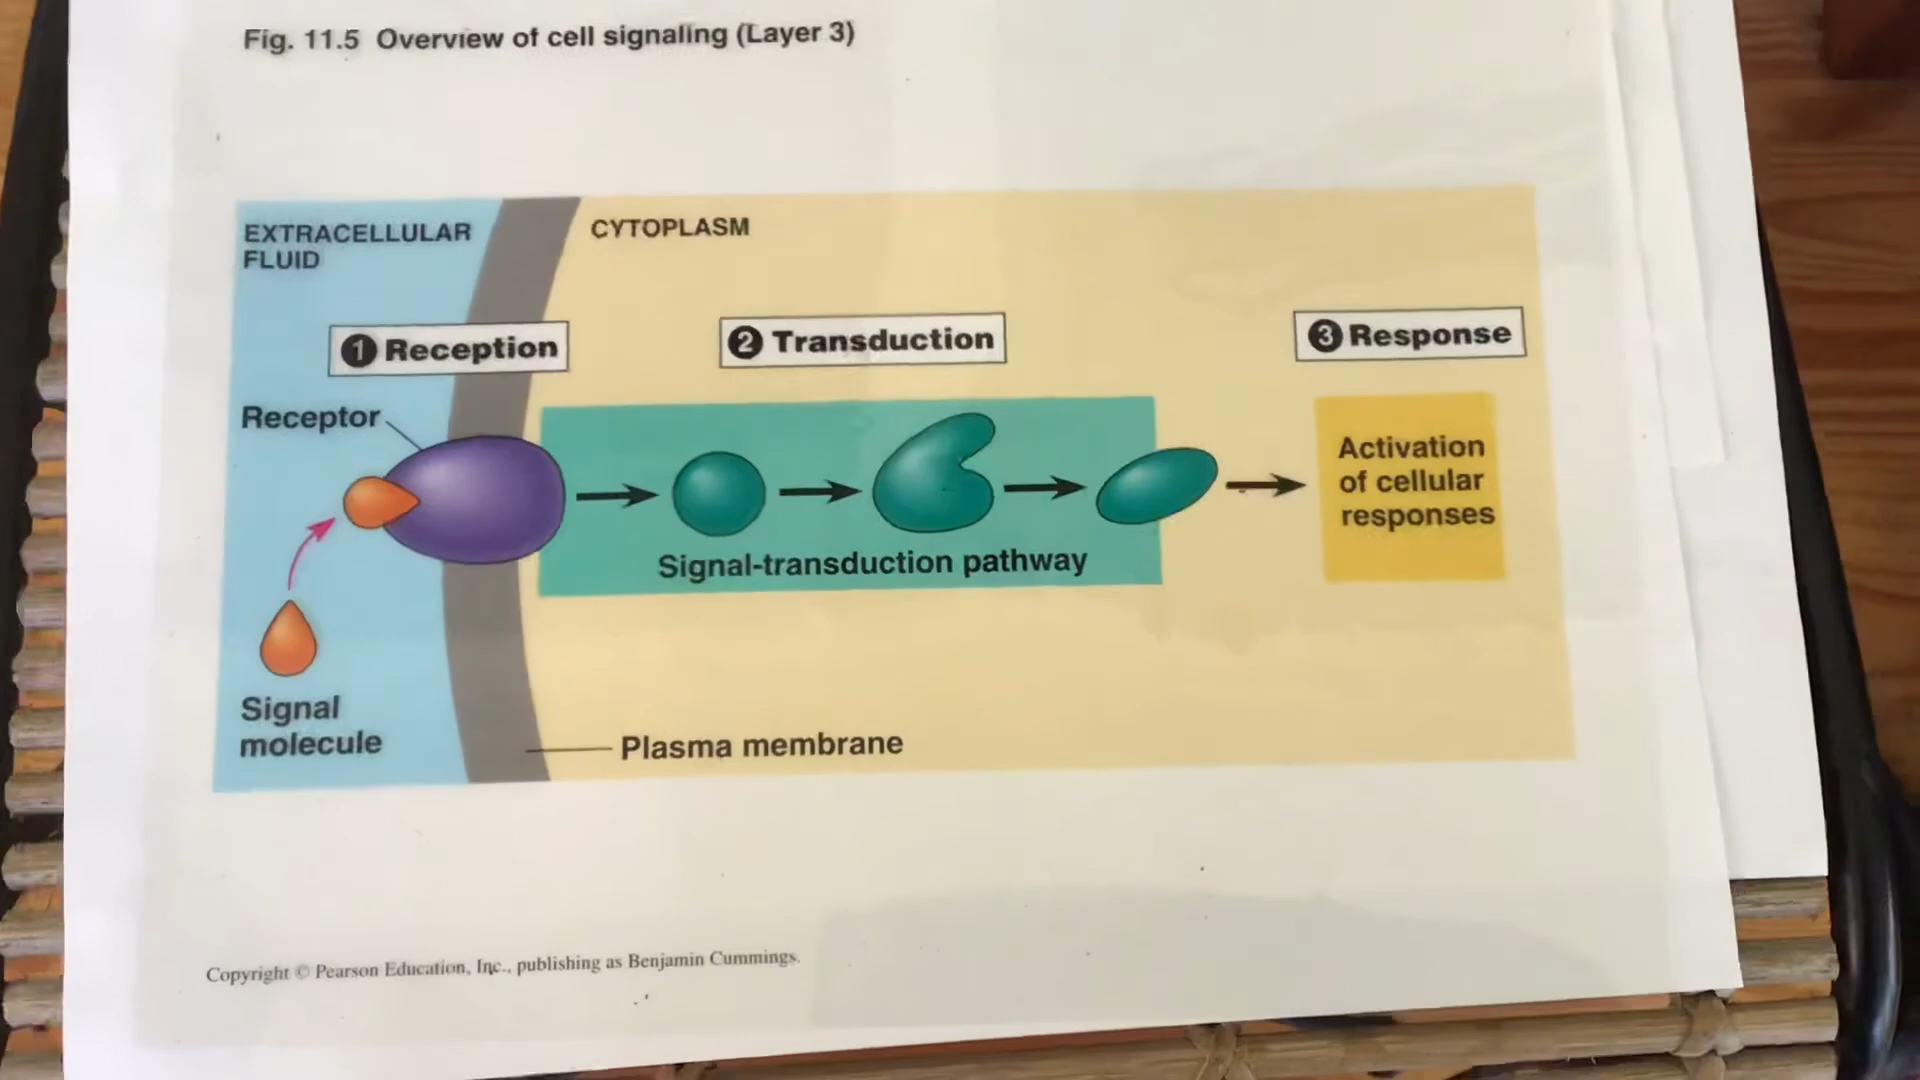 Fig. 11.5 Overview of cell signaling (Layer 3)
EXTRACELLULAR
FLUID
CYTOPLASM
1 Reception
2 Transduction
3 Response
Receptor
Activation
of cellular
responses
Signal-transduction pathway
Signal
molecule
Plasma membrane
Copyright © Pearson Education, Inc., publishing as Benjamin Cummings.